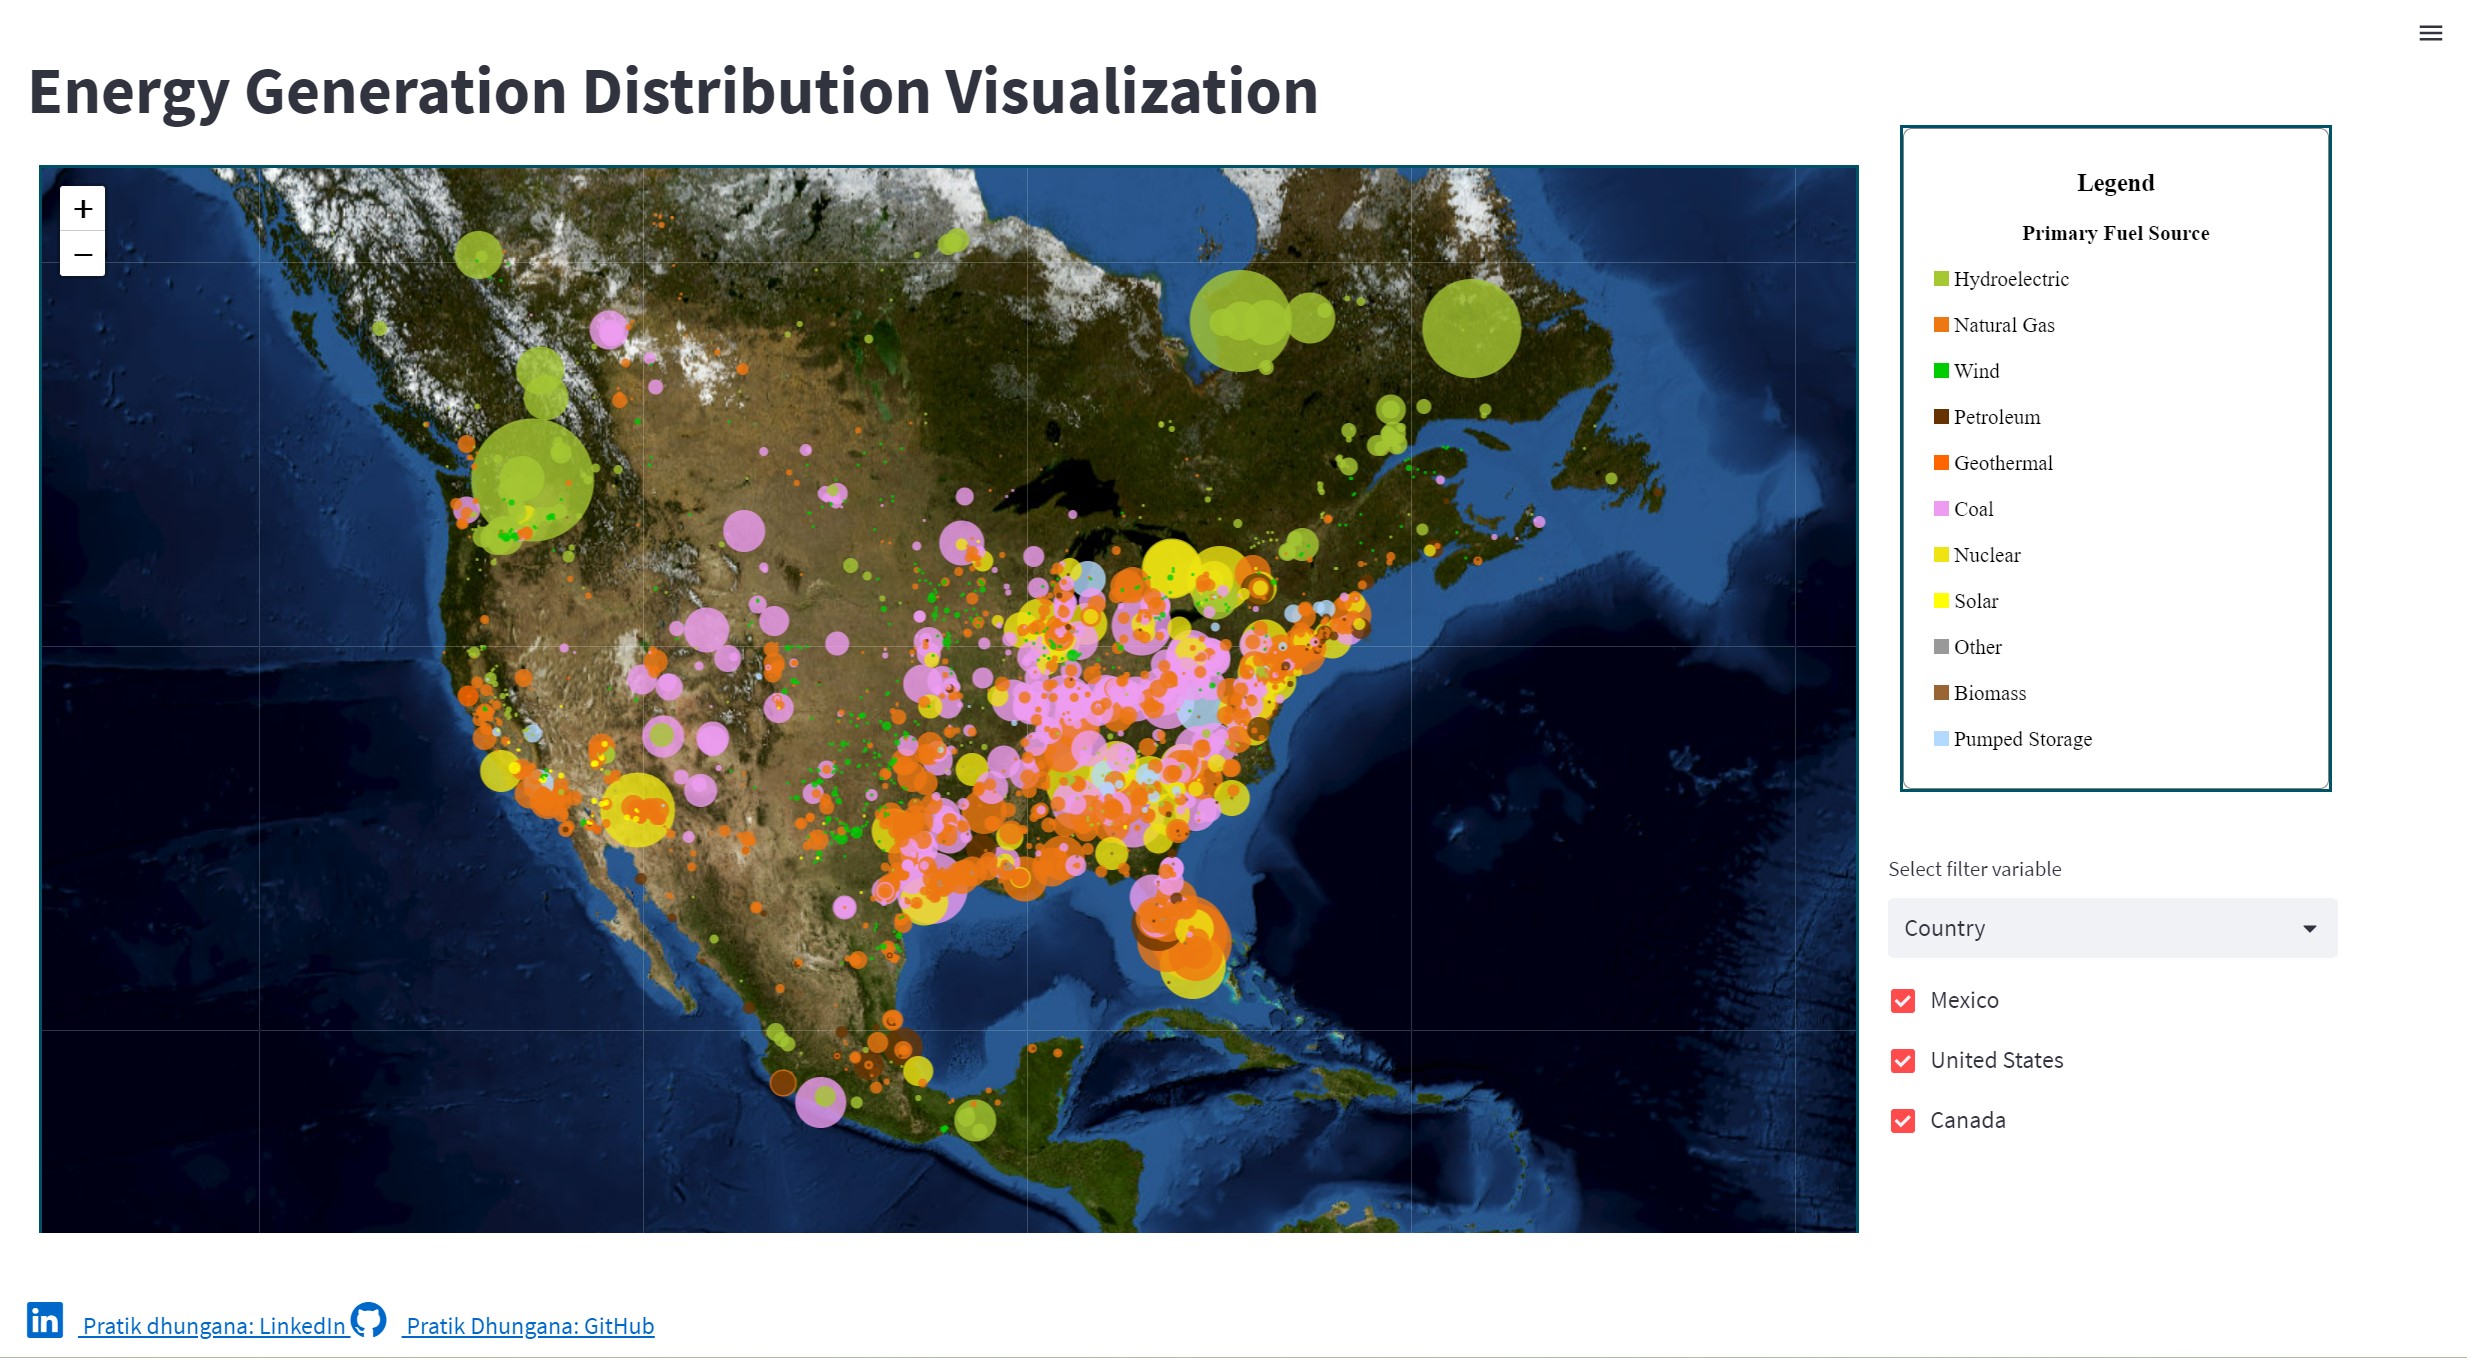 Energy Generation Distribution Visualization
+
−
Legend
Primary Fuel Source
Hydroelectric
Natural Gas
Wind
Petroleum
Geothermal
Coal
Nuclear
Solar
Other
Biomass
Pumped Storage
Select filter variable
Country
Mexico
United States
Canada
in Pratik dhungana: LinkedIn Pratik Dhungana: GitHub